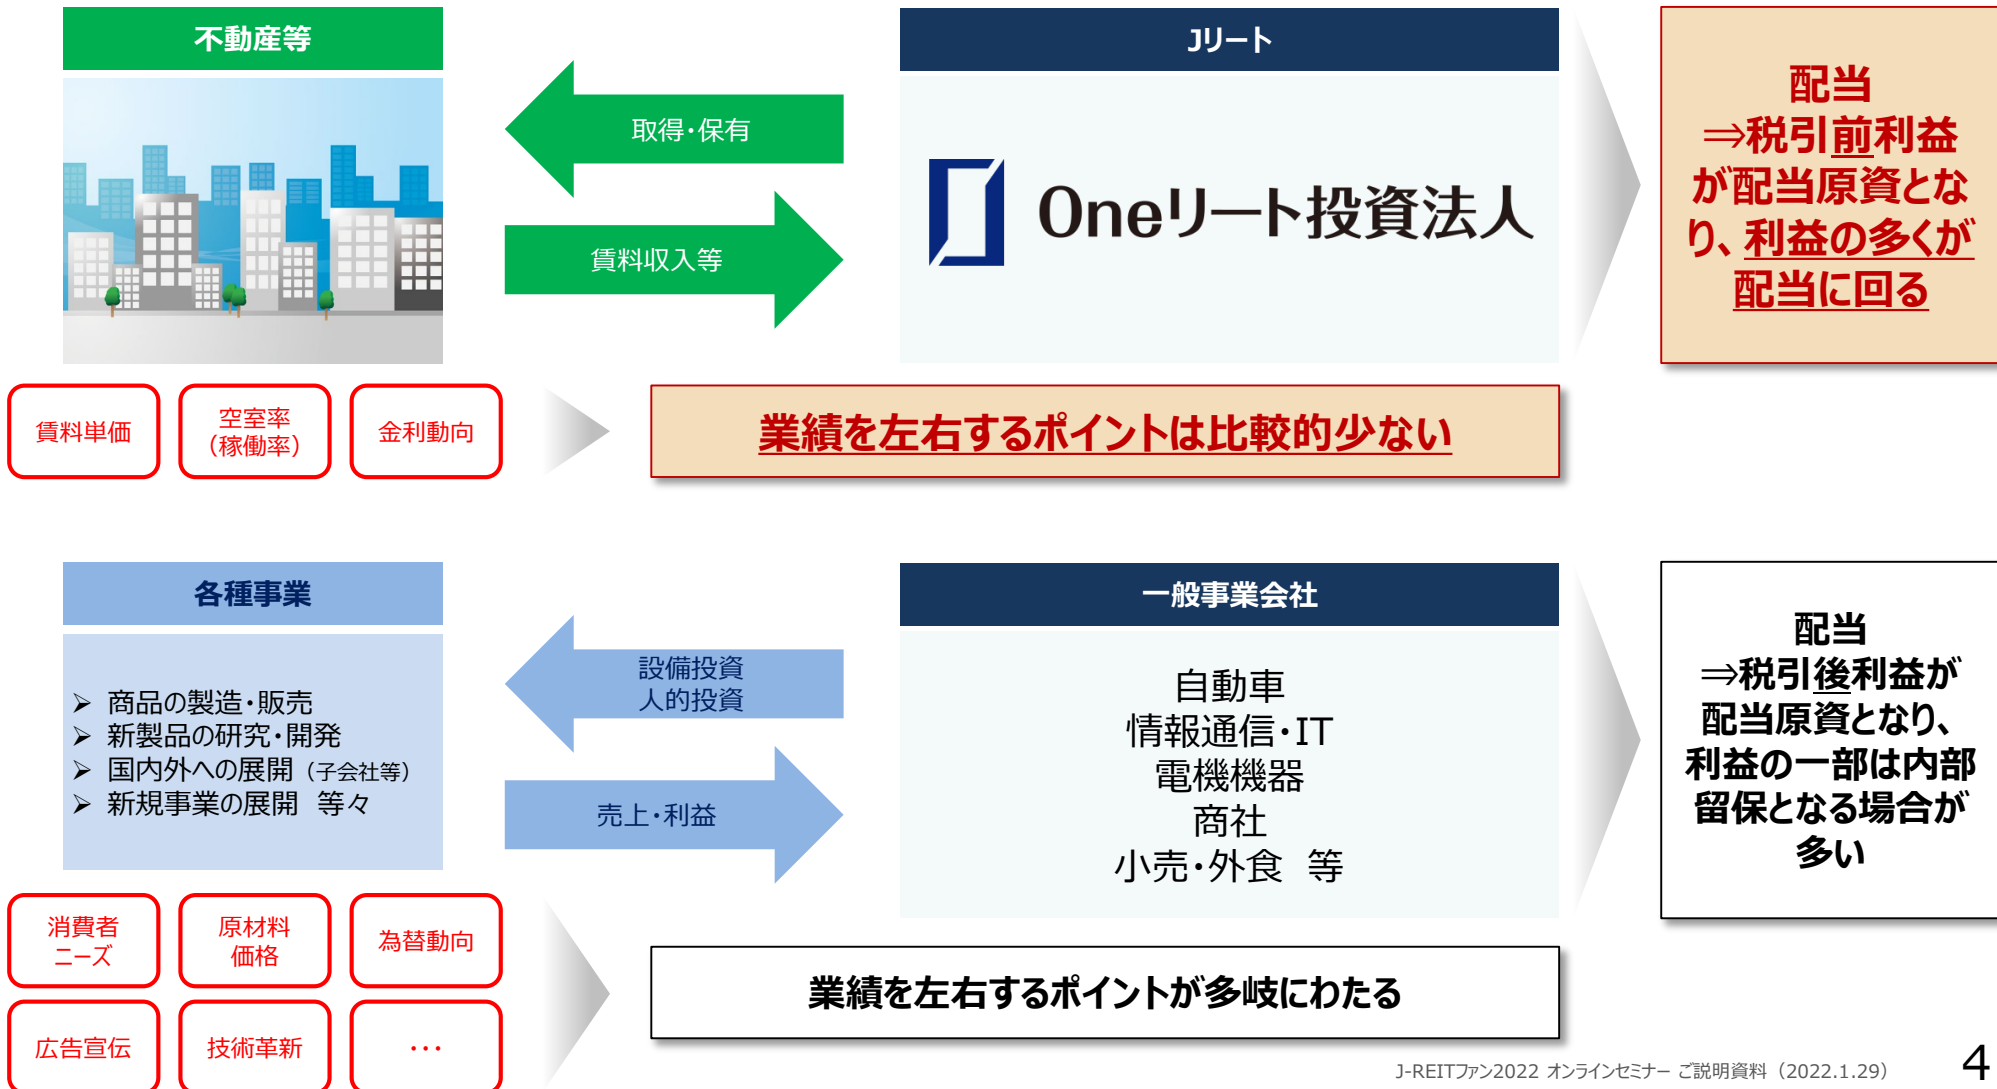 不動産等
取得・保有
賃料収入等
Jリート
Oneリート投資法人
配当
⇒税引前利益
が配当原資とな
り、利益の多くが
配当に回る
賃料単価
空室率
（稼働率）
金利動向
業績を左右するポイントは比較的少ない
各種事業
➢ 商品の製造・販売
➢ 新製品の研究・開発
➢ 国内外への展開（子会社等）
➢ 新規事業の展開 等々
設備投資
人的投資
売上・利益
一般事業会社
自動車
情報通信・IT
電機機器
商社
小売・外食 等
配当
⇒税引後利益が
配当原資となり、
利益の一部は内部
留保となる場合が
多い
消費者
ニーズ
原材料
価格
為替動向
広告宣伝
技術革新
・・・
業績を左右するポイントが多岐にわたる
J-REITファン2022 オンラインセミナー ご説明資料（2022.1.29）
4